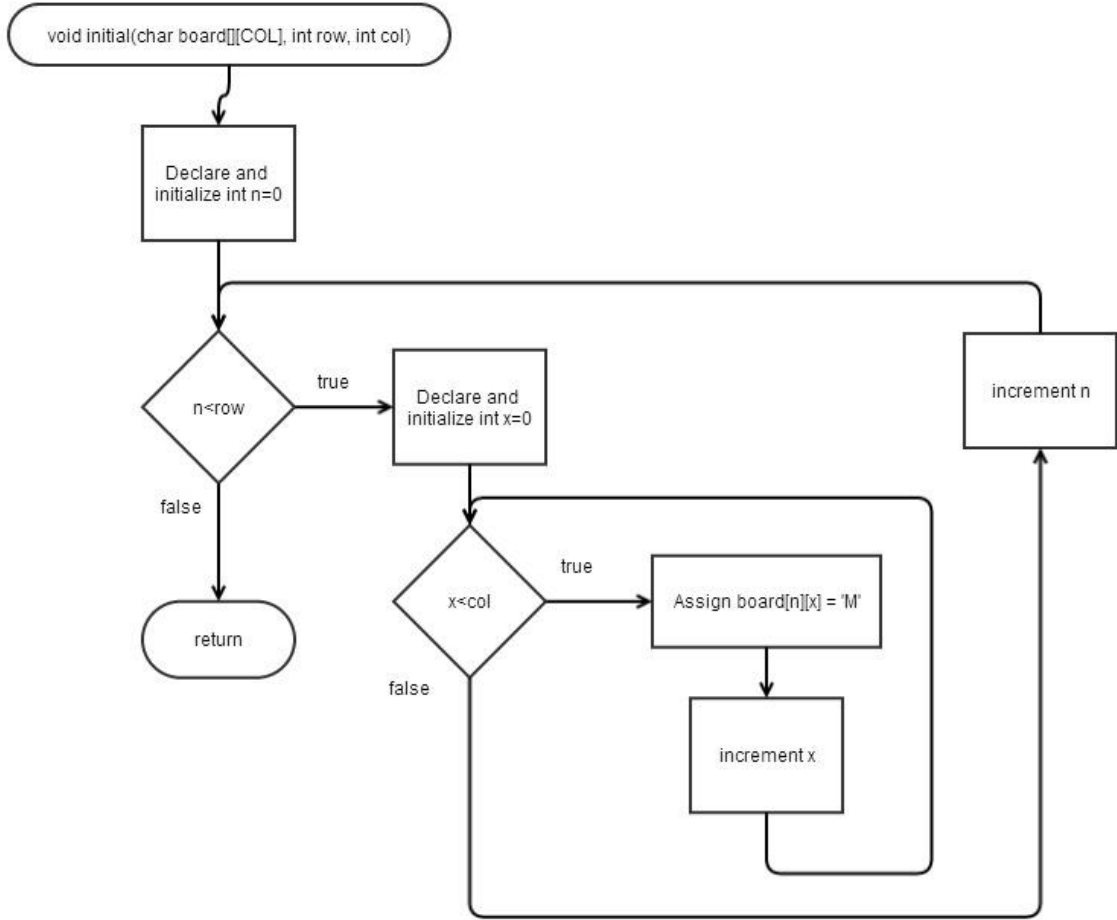 void initial(char board[][COL], int row, int col)
Declare and
initialize int n=0
n<row
true
Declare and
initialize int x=0
increment n
false
return
x<col
true
Assign board[n][x] = 'M'
false
increment x